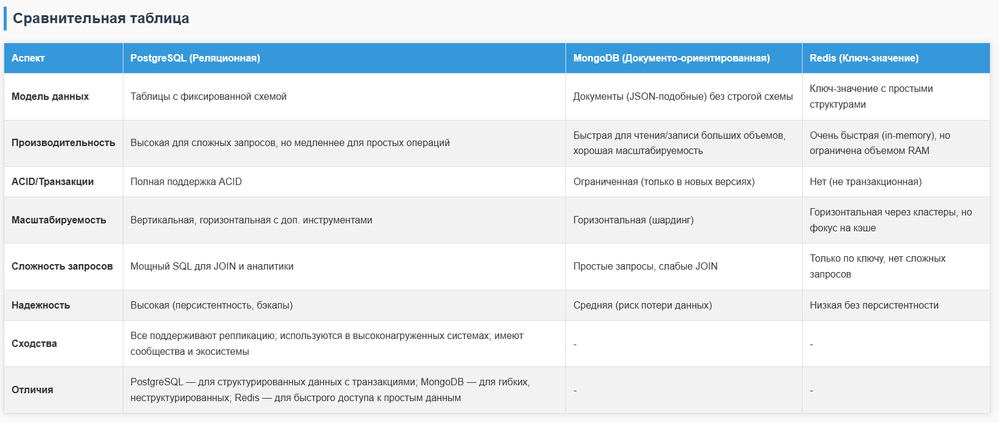 Сравнительная таблица
Аспект
PostgreSQL (Реляционная)
MongoDB (Документо-ориентированная)
Redis (Ключ-значение)
Модель данных
Таблицы с фиксированной схемой
Документы (JSON-подобные) без строгой схемы
Ключ-значение с простыми
структурами
Производительность
Высокая для сложных запросов, но медленнее для простых операций
Быстрая для чтения/записи больших объемов,
хорошая масштабируемость
Очень быстрая (in-memory), но
ограничена объемом RAM
ACID/Транзакции
Полная поддержка ACID
Ограниченная (только в новых версиях)
Нет (не транзакционная)
Масштабируемость
Вертикальная, горизонтальная с доп. инструментами
Горизонтальная (шардинг)
Горизонтальная через кластеры, но
фокус на кэше
Сложность запросов
Мощный SQL для JOIN и аналитики
Простые запросы, слабые JOIN
Только по ключу, нет сложных
запросов
Надежность
Высокая (персистентность, бэкапы)
Средняя (риск потери данных)
Низкая без персистентности
Сходства
Все поддерживают репликацию; используются в высоконагруженных системах; имеют
сообщества и экосистемы
-
-
Отличия
PostgreSQL — для структурированных данных с транзакциями; MongoDB — для гибких,
неструктурированных; Redis — для быстрого доступа к простым данным
-
-